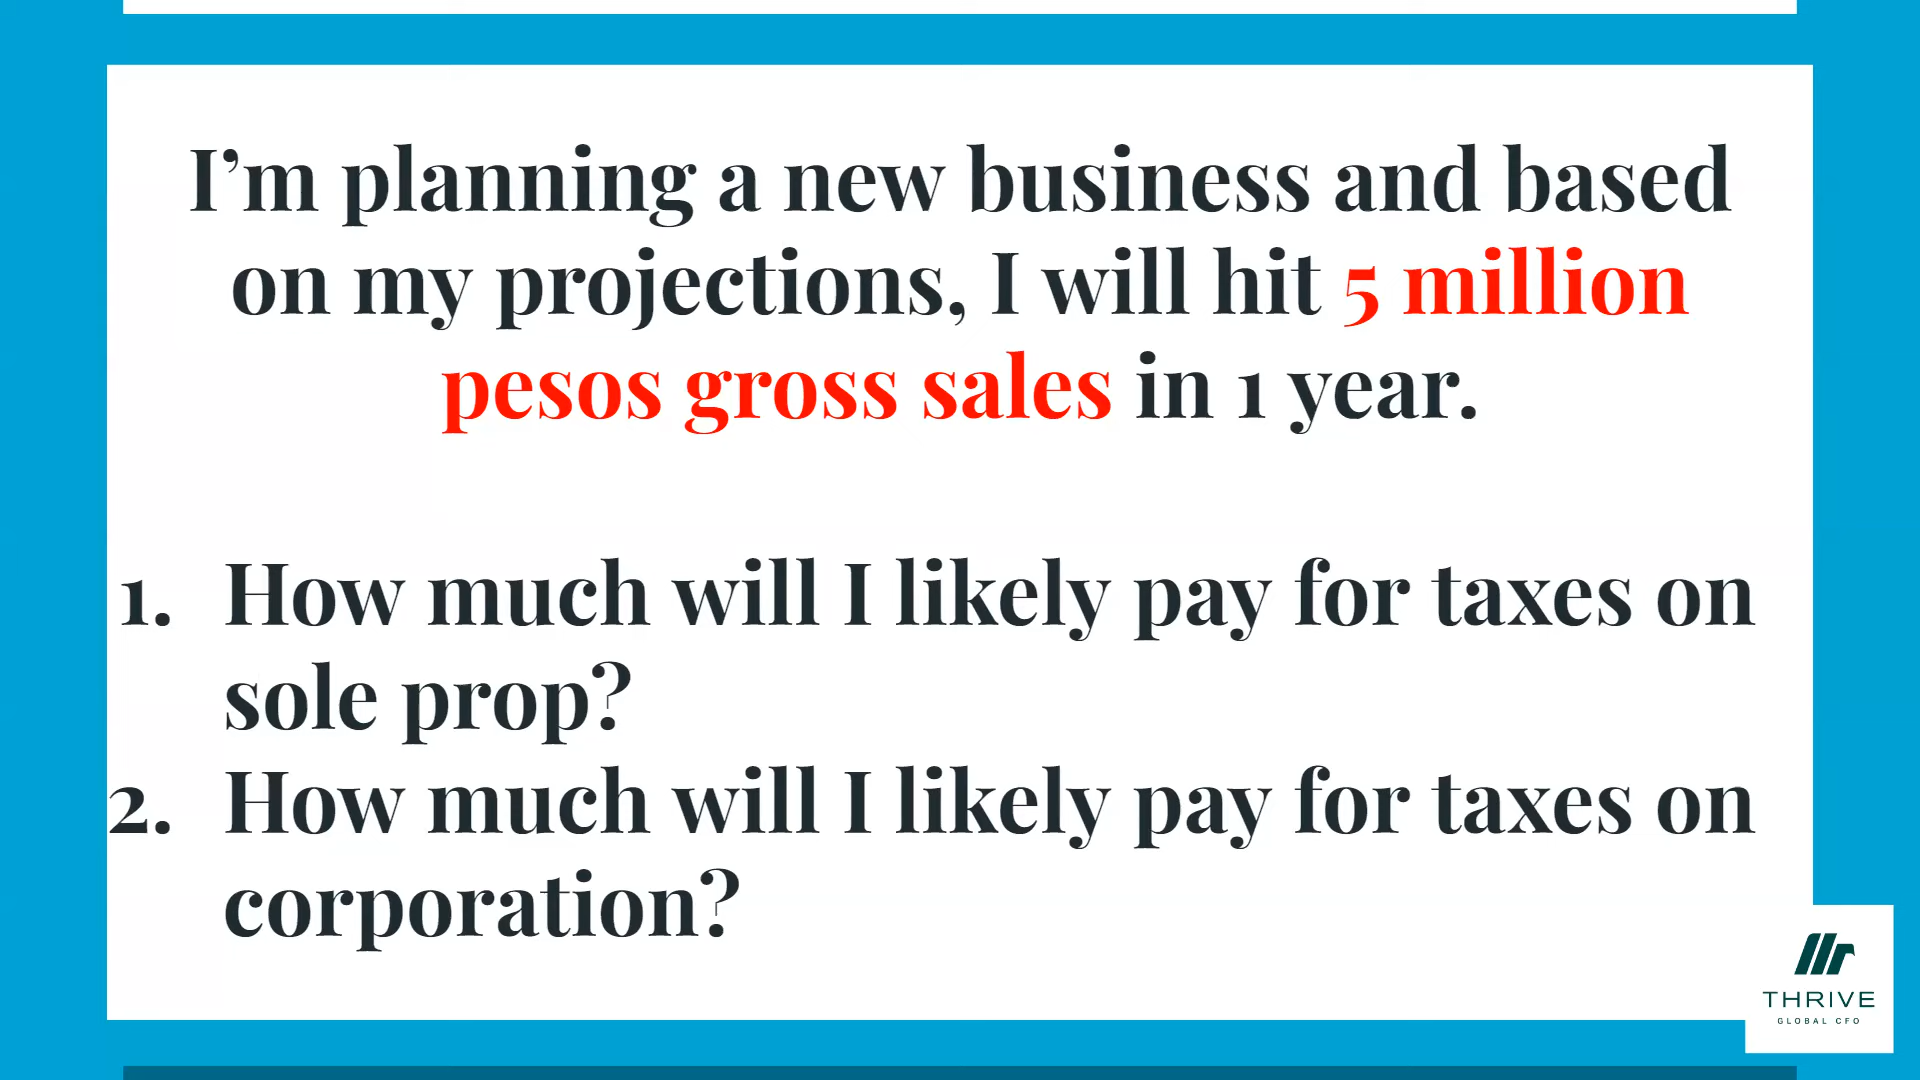 I’m planning a new business and based
on my projections, I will hit 5 million
pesos gross sales in 1 year.
1. How much will I likely pay for taxes on
sole prop?
2. How much will I likely pay for taxes on
corporation?
THRIVE
GLOBAL CFO